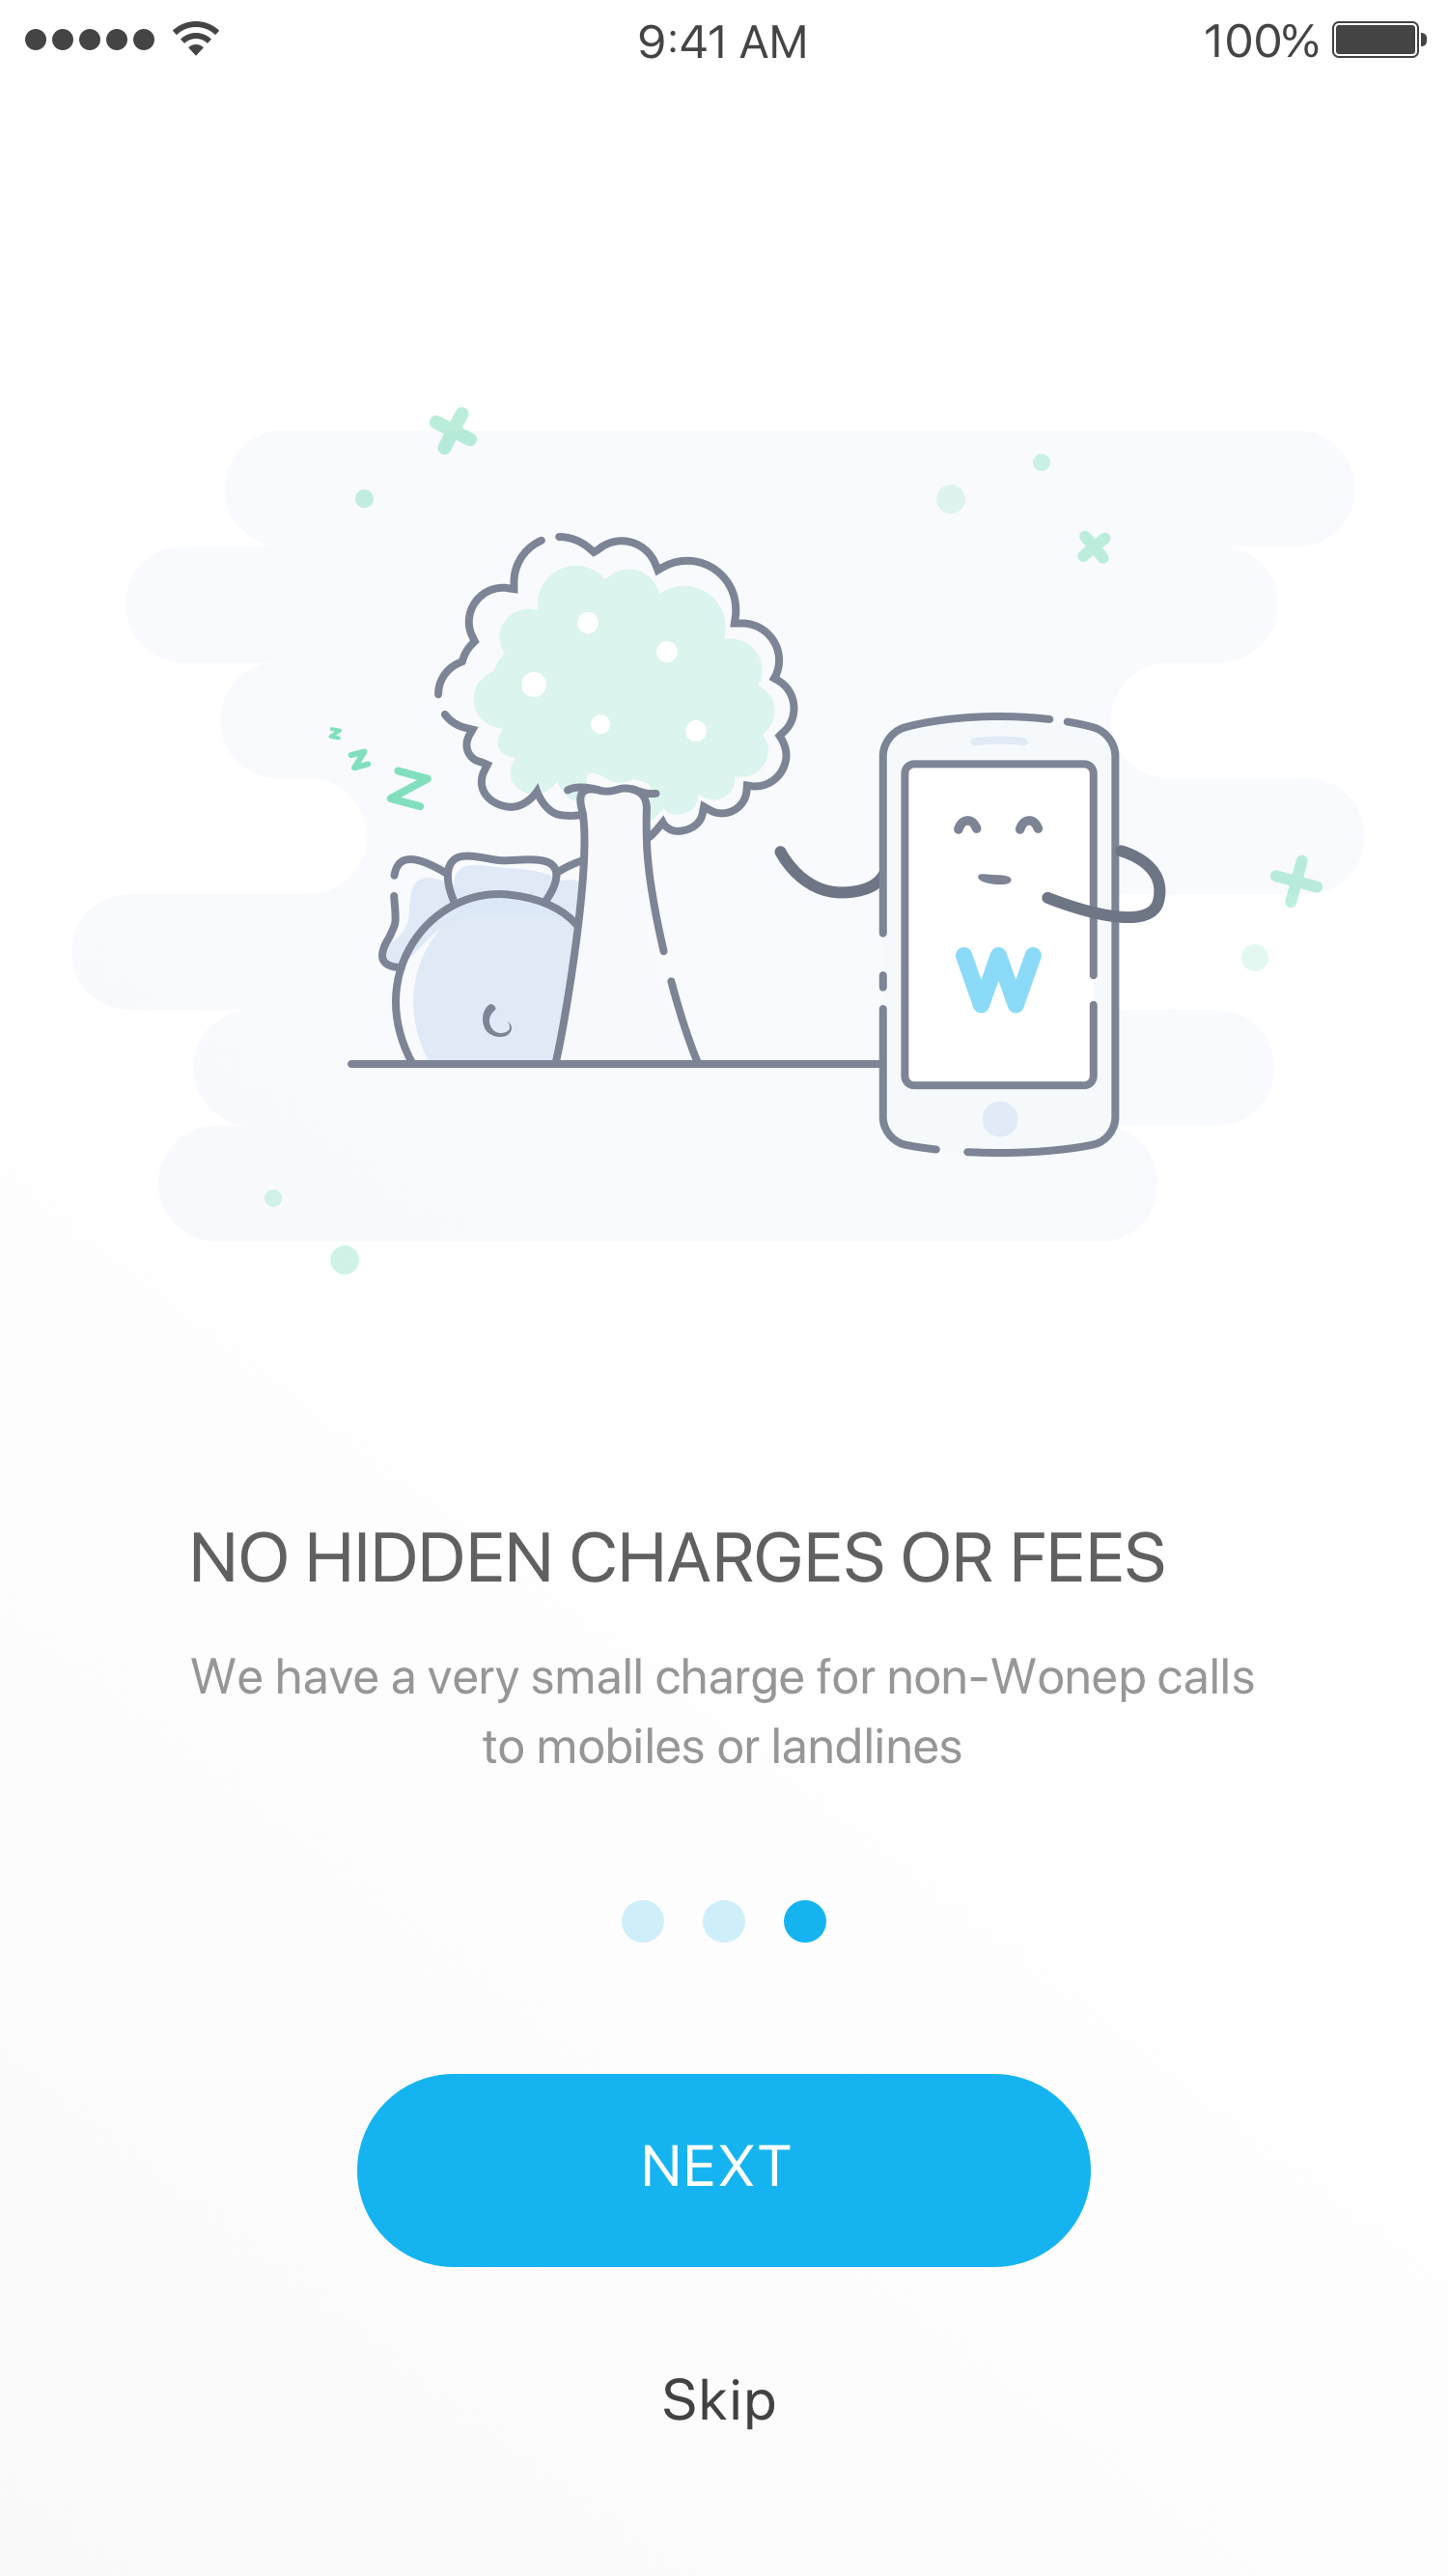 9:41 AM
100%
z
z
Z
W
NO HIDDEN CHARGES OR FEES
We have a very small charge for non-Wonep calls
to mobiles or landlines
NEXT
Skip